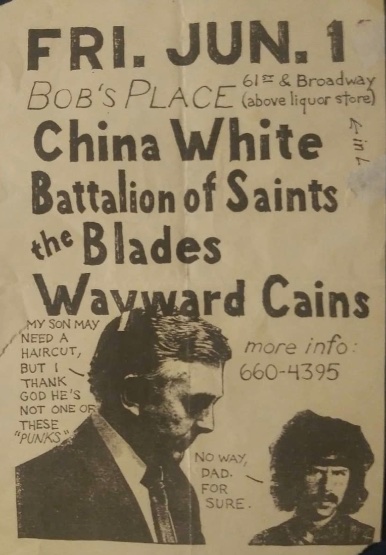 FRI. JUN. 1
BOB'S PLACE
61ST & Broadway
(above liquor store)
in L
China White
Battalion of Saints
the Blades
Wayward Cains
MY SON MAY
NEED A
HAIRCUT,
BUT I
THANK
GOD HE'S
NOT ONE OF
THESE
"PUNKS."
more info:
660-4395
NO WAY,
DAD.
FOR
SURE.